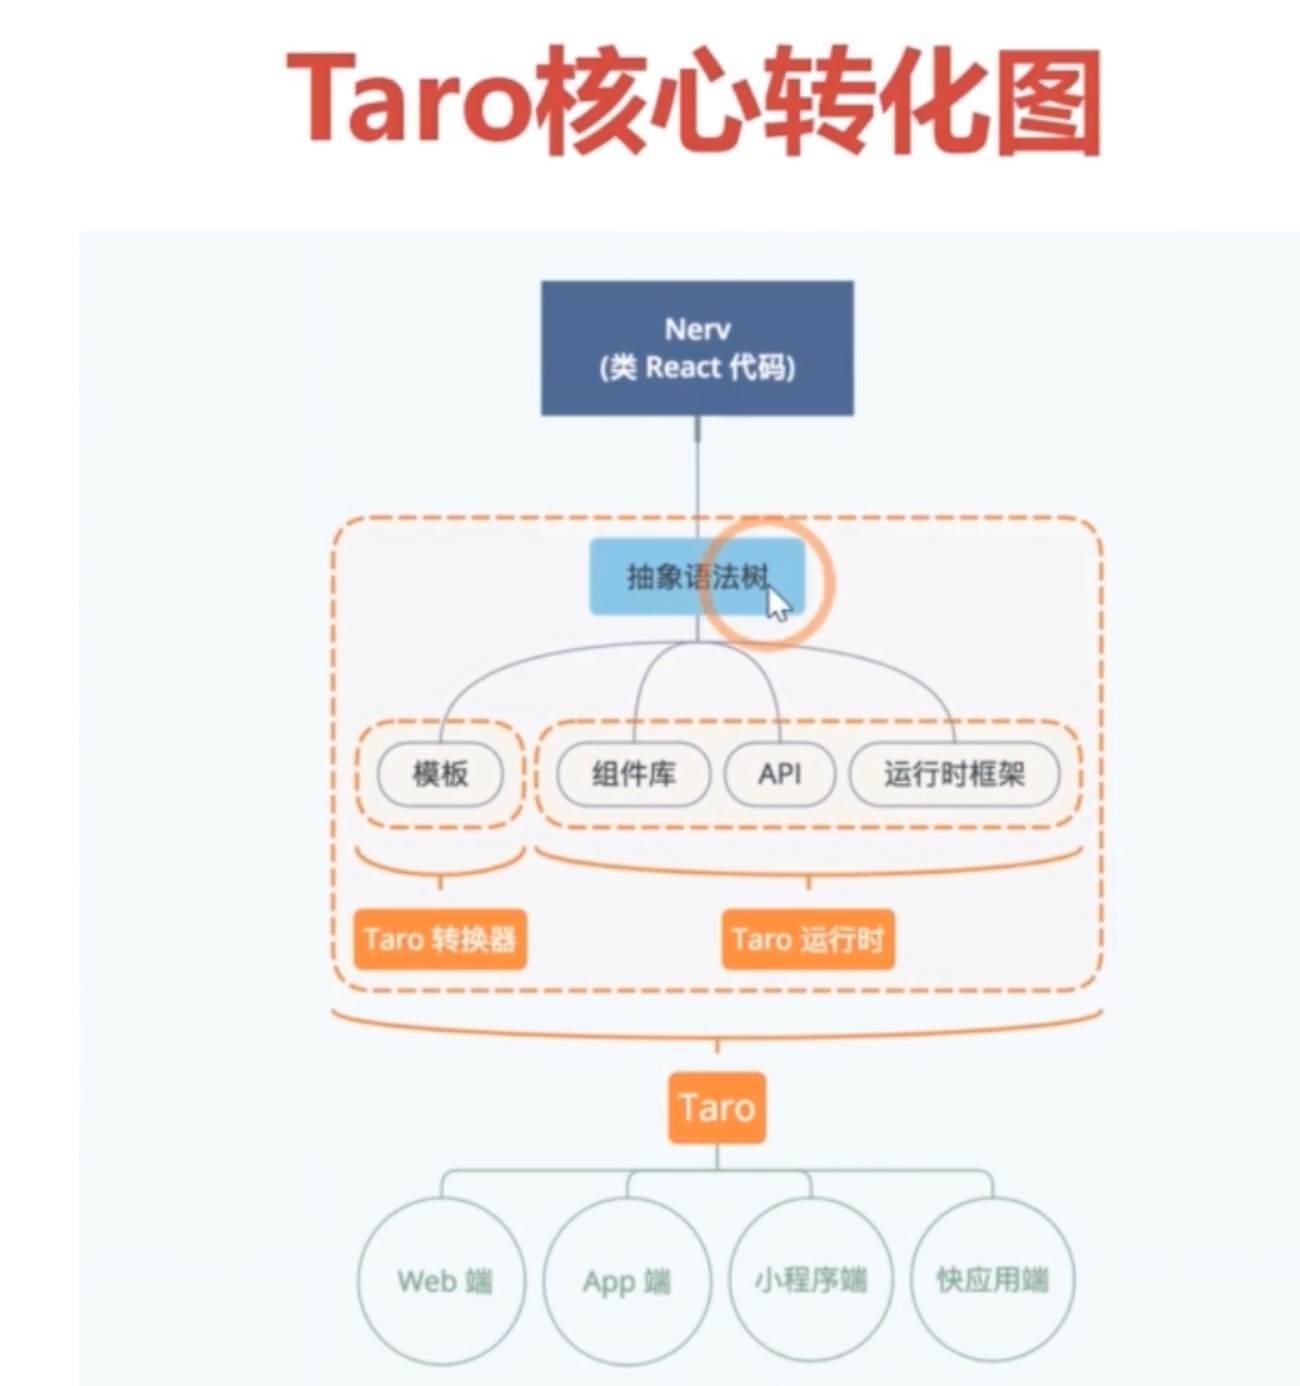 Taro核心转化图
Nerv
(类 React 代码)
抽象语法树
模板
组件库
API
运行时框架
Taro 转换器
Taro 运行时
Taro
Web 端
App 端
小程序端
快应用端